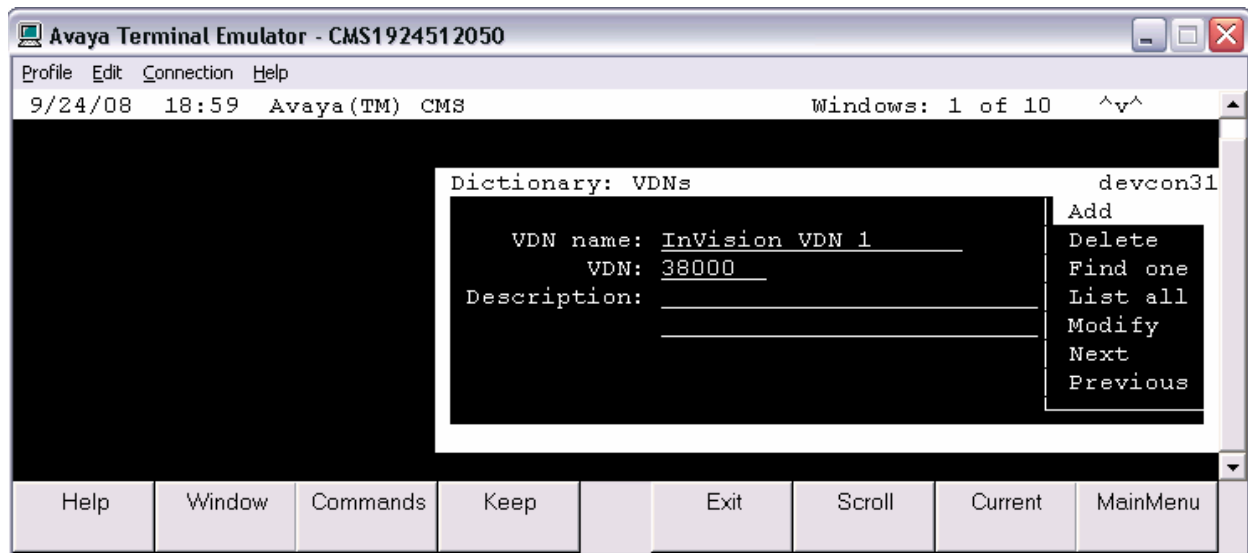 Avaya Terminal Emulator - CMS1924512050
Profile Edit Connection Help
9/24/08 18:59 Avaya(TM) CMS Windows: 1 of 10 ^v^
Dictionary: VDNs devcon31
Add
VDN name: InVision VDN 1 Delete
VDN: 38000 Find one
Description: List all
Modify
Next
Previous
Help Window Commands Keep Exit Scroll Current MainMenu